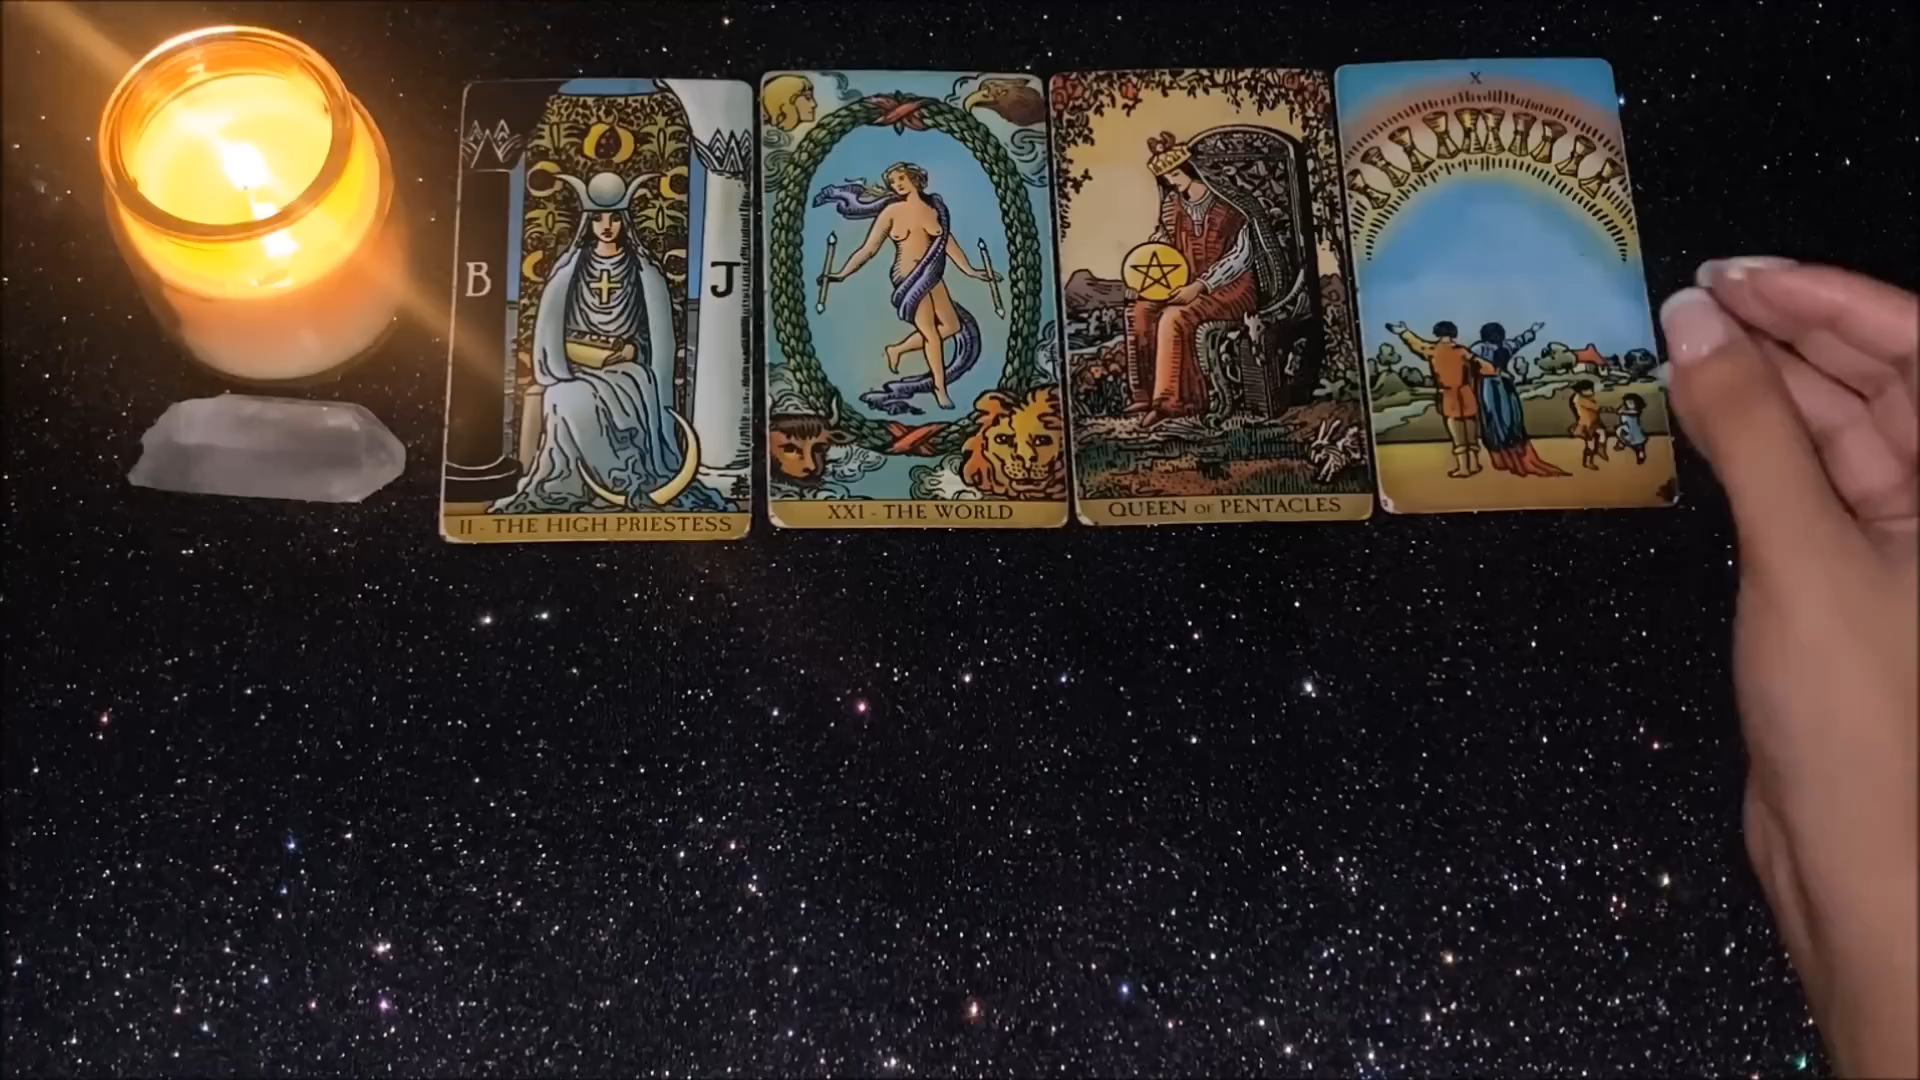 B
J
II - THE HIGH PRIESTESS
XXI - THE WORLD
QUEEN OF PENTACLES
X